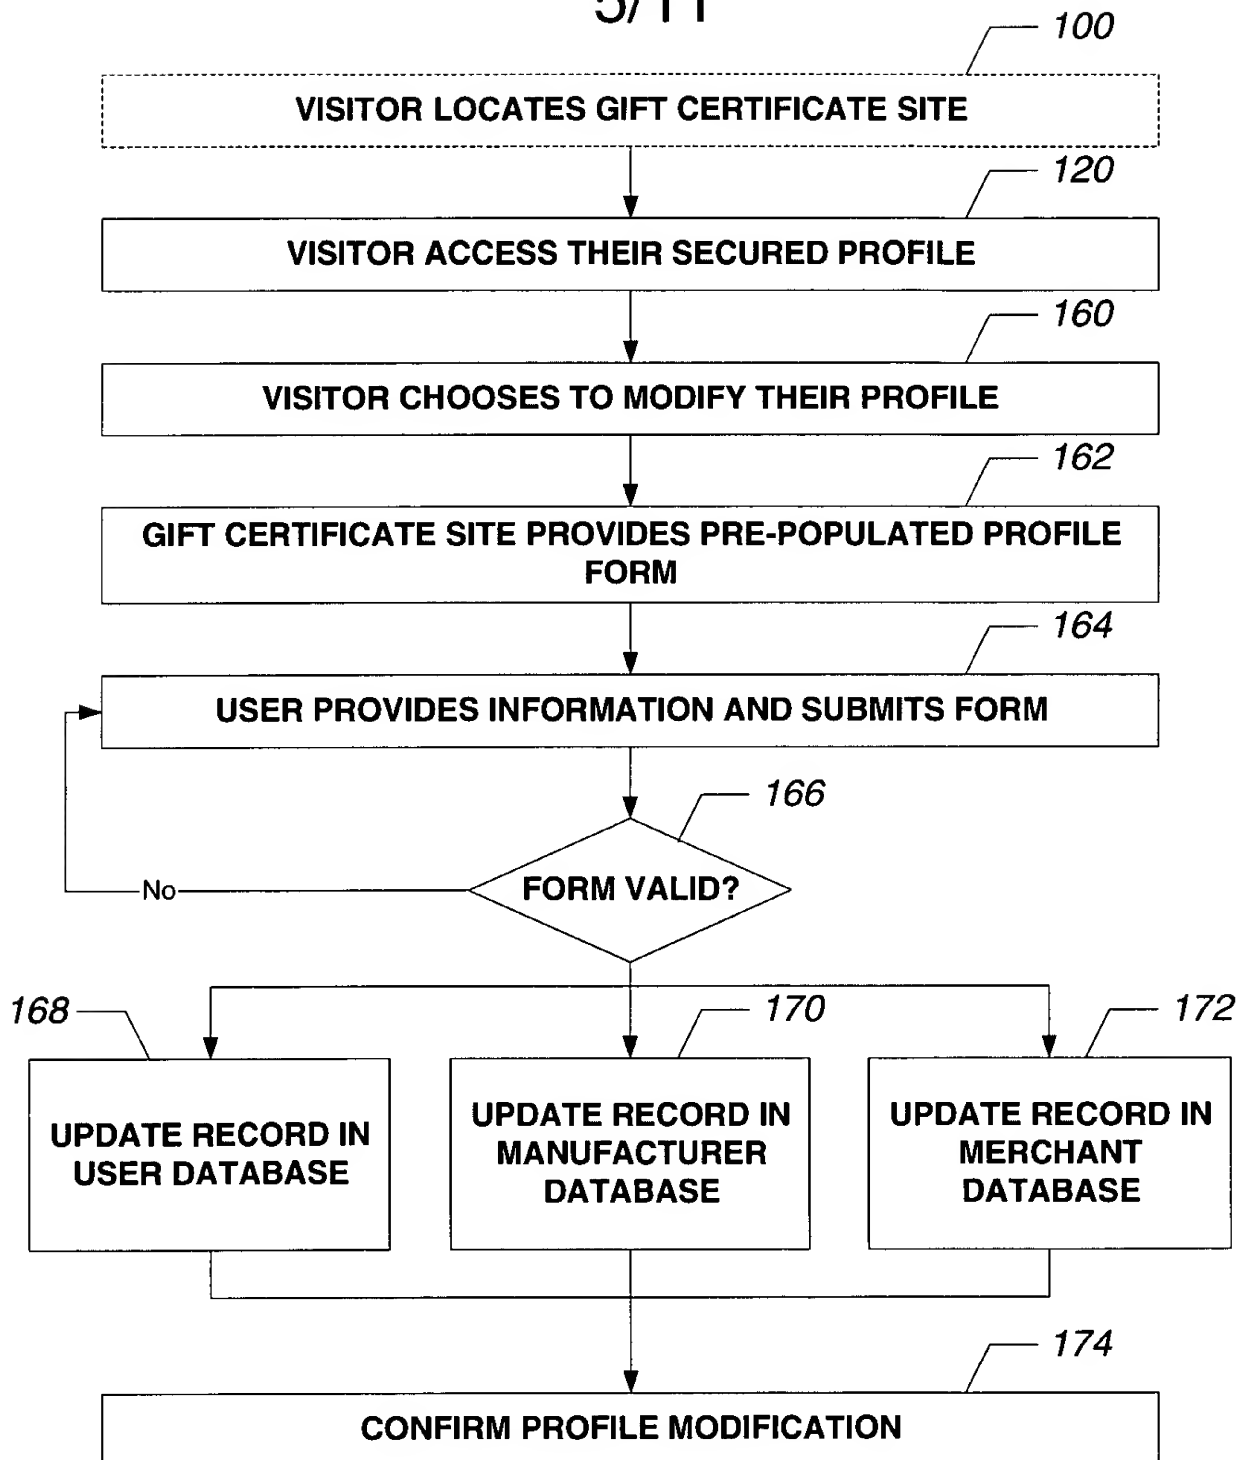 5/11
100
VISITOR LOCATES GIFT CERTIFICATE SITE
120
VISITOR ACCESS THEIR SECURED PROFILE
160
VISITOR CHOOSES TO MODIFY THEIR PROFILE
162
GIFT CERTIFICATE SITE PROVIDES PRE-POPULATED PROFILE
FORM
164
USER PROVIDES INFORMATION AND SUBMITS FORM
166
FORM VALID?
No
168
170
172
UPDATE RECORD IN
USER DATABASE
UPDATE RECORD IN
MANUFACTURER
DATABASE
UPDATE RECORD IN
MERCHANT
DATABASE
174
CONFIRM PROFILE MODIFICATION